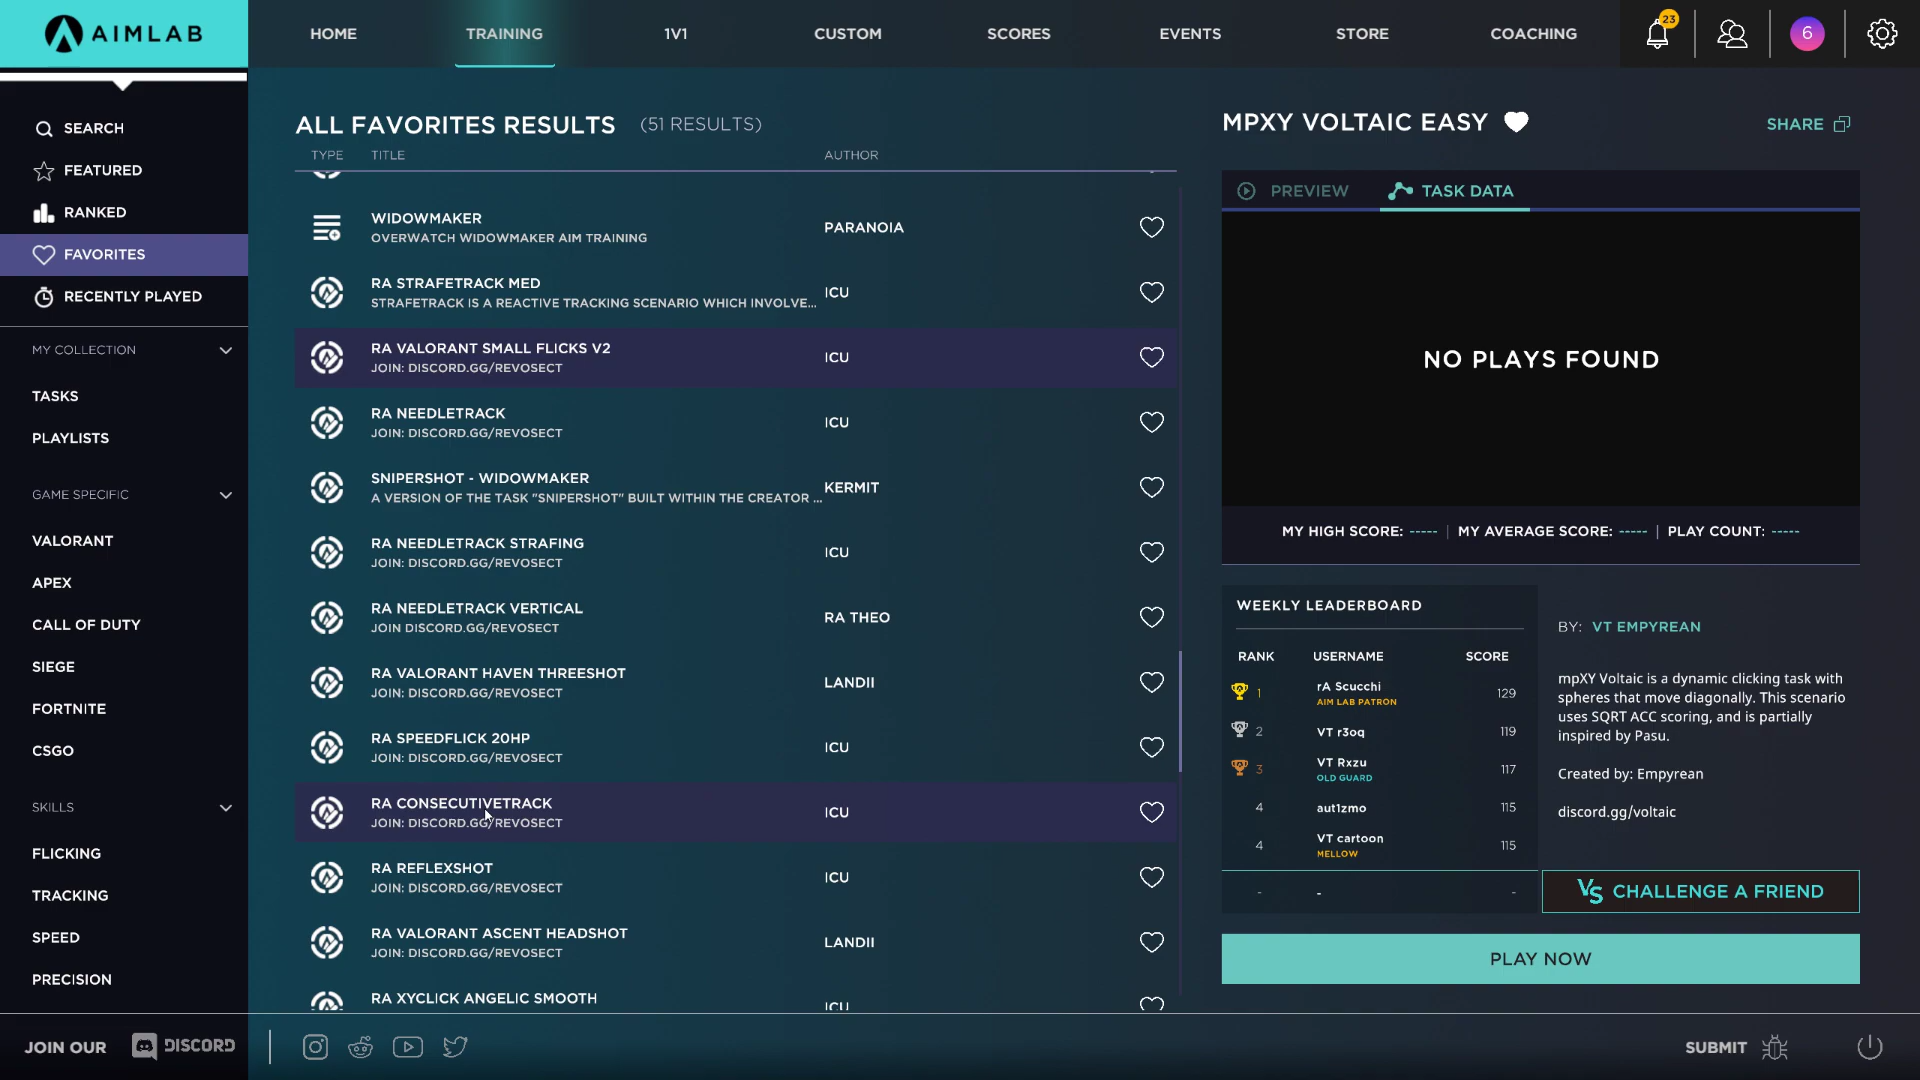 AIMLAB
HOME
TRAINING
1V1
CUSTOM
SCORES
EVENTS
STORE
COACHING
23
6
SEARCH
FEATURED
RANKED
FAVORITES
RECENTLY PLAYED
MY COLLECTION
TASKS
PLAYLISTS
GAME SPECIFIC
VALORANT
APEX
CALL OF DUTY
SIEGE
FORTNITE
CSGO
SKILLS
FLICKING
TRACKING
SPEED
PRECISION
ALL FAVORITES RESULTS (51 RESULTS)
TYPE TITLE AUTHOR
WIDOWMAKER
OVERWATCH WIDOWMAKER AIM TRAINING
PARANOIA
RA STRAFETRACK MED
STRAFETRACK IS A REACTIVE TRACKING SCENARIO WHICH INVOLVE...
ICU
RA VALORANT SMALL FLICKS V2
JOIN: DISCORD.GG/REVOSECT
ICU
RA NEEDLETRACK
JOIN: DISCORD.GG/REVOSECT
ICU
SNIPERSHOT - WIDOWMAKER
A VERSION OF THE TASK "SNIPERSHOT" BUILT WITHIN THE CREATOR ...
KERMIT
RA NEEDLETRACK STRAFING
JOIN: DISCORD.GG/REVOSECT
ICU
RA NEEDLETRACK VERTICAL
JOIN DISCORD.GG/REVOSECT
RA THEO
RA VALORANT HAVEN THREESHOT
JOIN: DISCORD.GG/REVOSECT
LANDII
RA SPEEDFLICK 20HP
JOIN: DISCORD.GG/REVOSECT
ICU
RA CONSECUTIVETRACK
JOIN: DISCORD.GG/REVOSECT
ICU
RA REFLEXSHOT
JOIN: DISCORD.GG/REVOSECT
ICU
RA VALORANT ASCENT HEADSHOT
JOIN: DISCORD.GG/REVOSECT
LANDII
RA XYCLICK ANGELIC SMOOTH
ICU
MPXY VOLTAIC EASY
SHARE
PREVIEW
TASK DATA
NO PLAYS FOUND
MY HIGH SCORE: ----- | MY AVERAGE SCORE: ----- | PLAY COUNT: -----
WEEKLY LEADERBOARD
RANK USERNAME SCORE
1 rA Scucchi 129
AIM LAB PATRON
2 VT r3oq 119
3 VT Rxzu 117
OLD GUARD
4 aut1zmo 115
4 VT cartoon 115
MELLOW
- - -
BY: VT EMPYREAN
mpXY Voltaic is a dynamic clicking task with
spheres that move diagonally. This scenario
uses SQRT ACC scoring, and is partially
inspired by Pasu.
Created by: Empyrean
discord.gg/voltaic
VS CHALLENGE A FRIEND
PLAY NOW
JOIN OUR DISCORD
SUBMIT